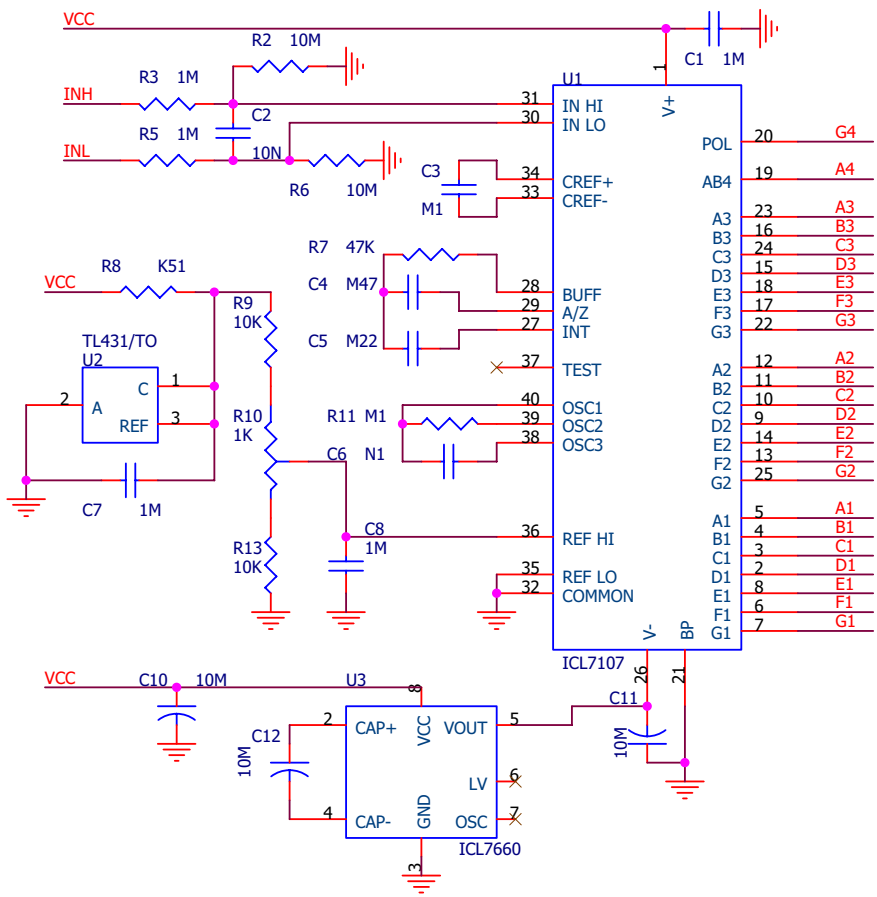 VCC
R2 10M
C1 1M
1
R3 1M
U1
INH
31 IN HI
V+
C2
30 IN LO
R5 1M
20 G4
POL
INL
10N
R6 10M
C3
34 CREF+
19 A4
AB4
M1
33 CREF-
A3 23 A3
B3 16 B3
R7 47K
C3 24 C3
R8 K51
D3 15 D3
VCC
C4 M47
28 BUFF
E3 18 E3
R9
10K
29 A/Z
F3 17 F3
TL431/TO
U2
C5 M22
27 INT
G3 22 G3
37 TEST
A2 12 A2
C 1
B2 11 B2
2 A
40 OSC1
C2 10 C2
REF 3
R10
1K
R11 M1
39 OSC2
D2 9 D2
38 OSC3
E2 14 E2
C6 N1
F2 13 F2
G2 25 G2
C7 1M
A1 5 A1
C8
1M
36 REF HI
B1 4 B1
R13
10K
C1 3 C1
35 REF LO
D1 2 D1
32 COMMON
E1 8 E1
F1 6 F1
V-
BP
G1 7 G1
ICL7107
26
21
VCC
C10 10M
U3
8
C11
10M
C12
10M
2 CAP+
VCC
VOUT 5
LV 6
4 CAP-
GND
OSC 7
ICL7660
3